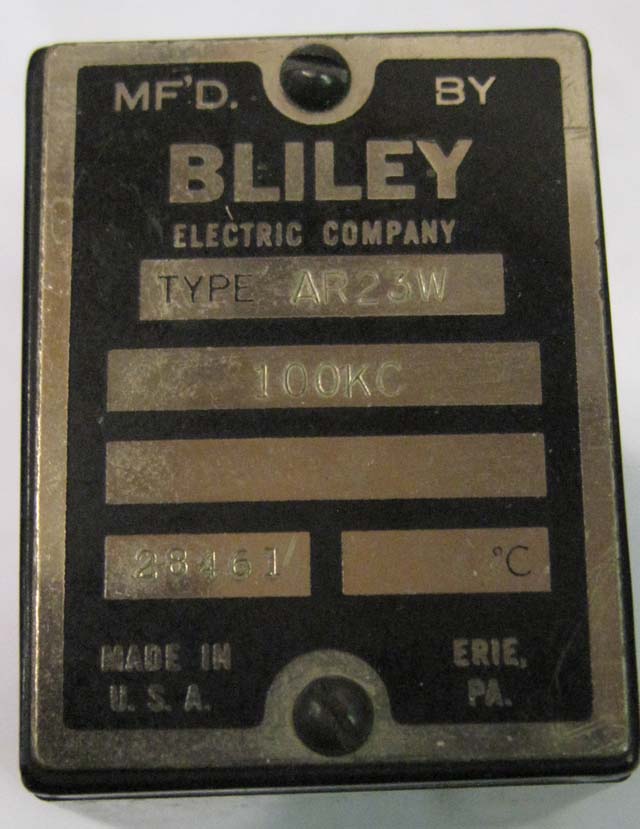 MF'D. BY
BLILEY
ELECTRIC COMPANY
TYPE AR23W
100KC
28461 °C
MADE IN ERIE,
U. S. A. PA.